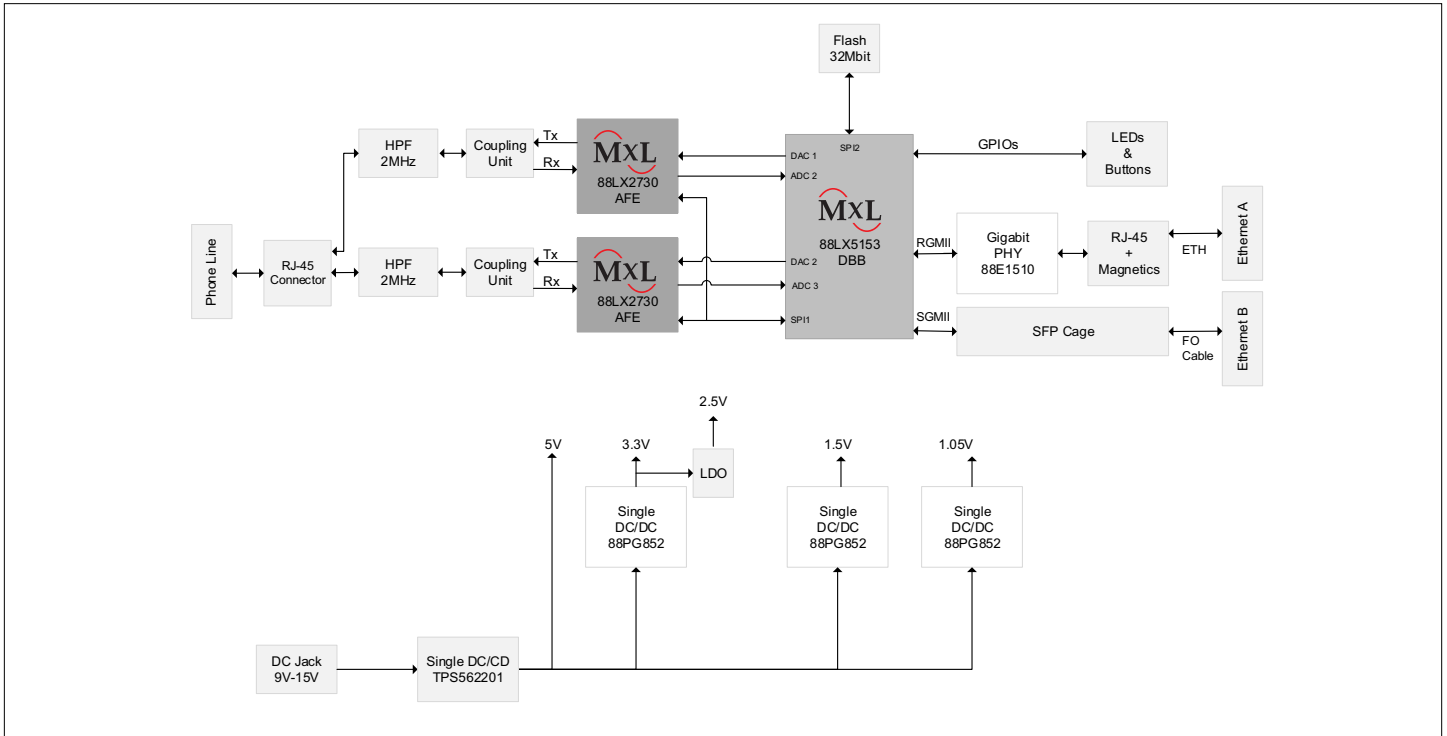 Flash
32Mbit
HPF
2MHz
Coupling
Unit
Tx
Rx
MxL
88LX2730
AFE
DAC 1
ADC 2
SPI2
MxL
88LX5153
DBB
GPIOs
LEDs
&
Buttons
Phone Line
RJ-45
Connector
HPF
2MHz
Coupling
Unit
Tx
Rx
MxL
88LX2730
AFE
DAC 2
ADC 3
SPI1
RGMII
Gigabit
PHY
88E1510
RJ-45
+
Magnetics
ETH
Ethernet A
SGMII
SFP Cage
FO
Cable
Ethernet B
2.5V
5V
3.3V
1.5V
1.05V
LDO
Single
DC/DC
88PG852
Single
DC/DC
88PG852
Single
DC/DC
88PG852
DC Jack
9V-15V
Single DC/CD
TPS562201